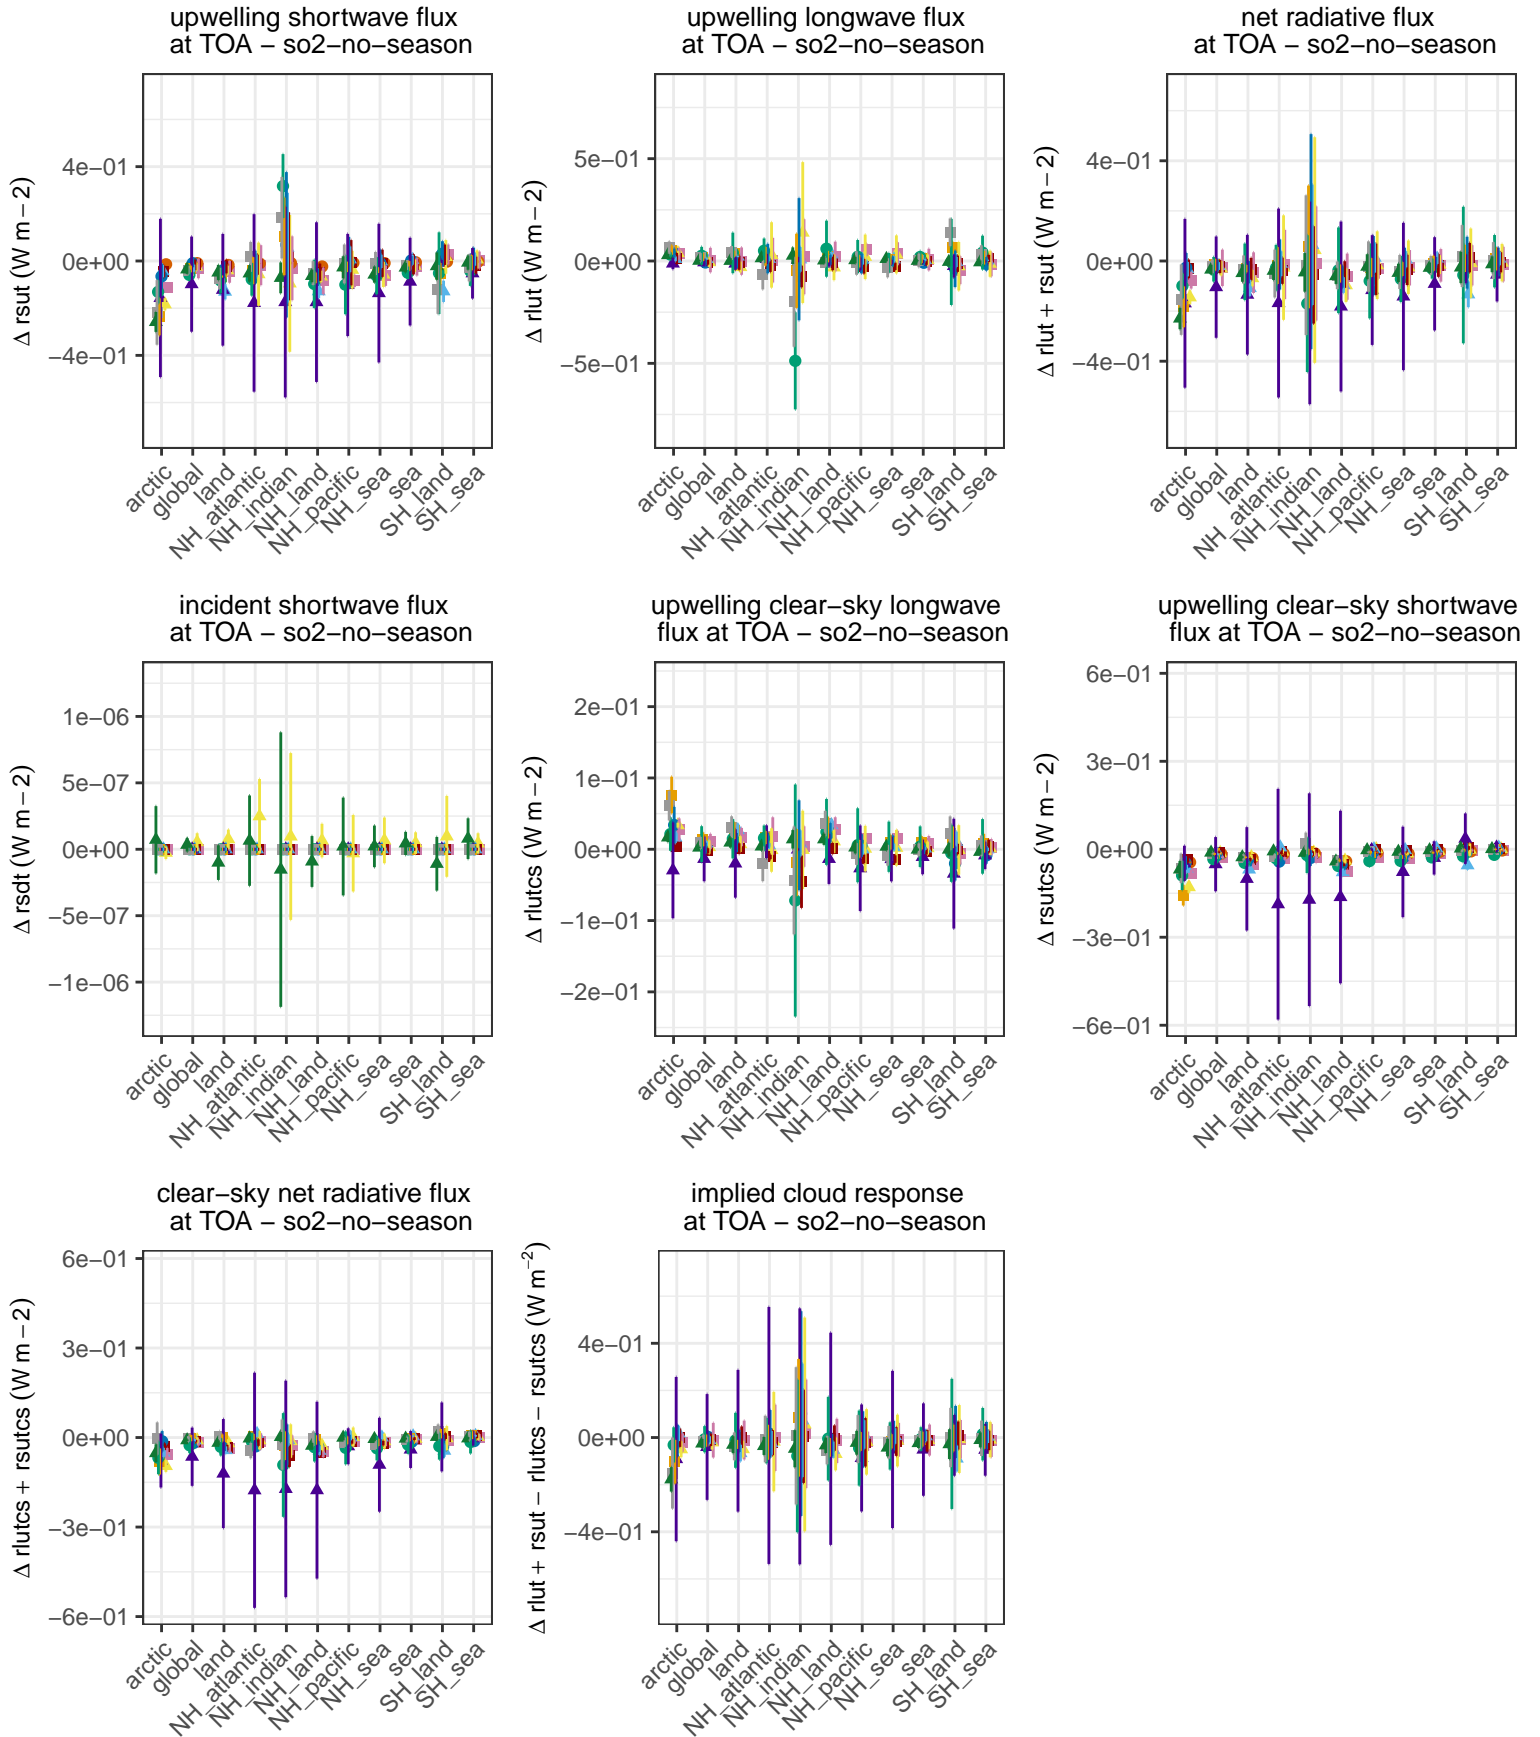 upwelling shortwave flux
at TOA − so2−no−season
Δ rsut (W m−2)
4e−01
0e+00
−4e−01
arctic
global
land
NH_atlantic
NH_indian
NH_land
NH_pacific
NH_sea
sea
SH_land
SH_sea
upwelling longwave flux
at TOA − so2−no−season
Δ rlut (W m−2)
5e−01
0e+00
−5e−01
arctic
global
land
NH_atlantic
NH_indian
NH_land
NH_pacific
NH_sea
sea
SH_land
SH_sea
net radiative flux
at TOA − so2−no−season
Δ rlut + rsut (W m−2)
4e−01
0e+00
−4e−01
arctic
global
land
NH_atlantic
NH_indian
NH_land
NH_pacific
NH_sea
sea
SH_land
SH_sea
incident shortwave flux
at TOA − so2−no−season
Δ rsdt (W m−2)
1e−06
5e−07
0e+00
−5e−07
−1e−06
arctic
global
land
NH_atlantic
NH_indian
NH_land
NH_pacific
NH_sea
sea
SH_land
SH_sea
upwelling clear−sky longwave
flux at TOA − so2−no−season
Δ rlutcs (W m−2)
2e−01
1e−01
0e+00
−1e−01
−2e−01
arctic
global
land
NH_atlantic
NH_indian
NH_land
NH_pacific
NH_sea
sea
SH_land
SH_sea
upwelling clear−sky shortwave
flux at TOA − so2−no−season
Δ rsutcs (W m−2)
6e−01
3e−01
0e+00
−3e−01
−6e−01
arctic
global
land
NH_atlantic
NH_indian
NH_land
NH_pacific
NH_sea
sea
SH_land
SH_sea
clear−sky net radiative flux
at TOA − so2−no−season
Δ rlutcs + rsutcs (W m−2)
6e−01
3e−01
0e+00
−3e−01
−6e−01
arctic
global
land
NH_atlantic
NH_indian
NH_land
NH_pacific
NH_sea
sea
SH_land
SH_sea
implied cloud response
at TOA − so2−no−season
Δ rlut + rsut − rlutcs − rsutcs (W m⁻²)
4e−01
0e+00
−4e−01
arctic
global
land
NH_atlantic
NH_indian
NH_land
NH_pacific
NH_sea
sea
SH_land
SH_sea